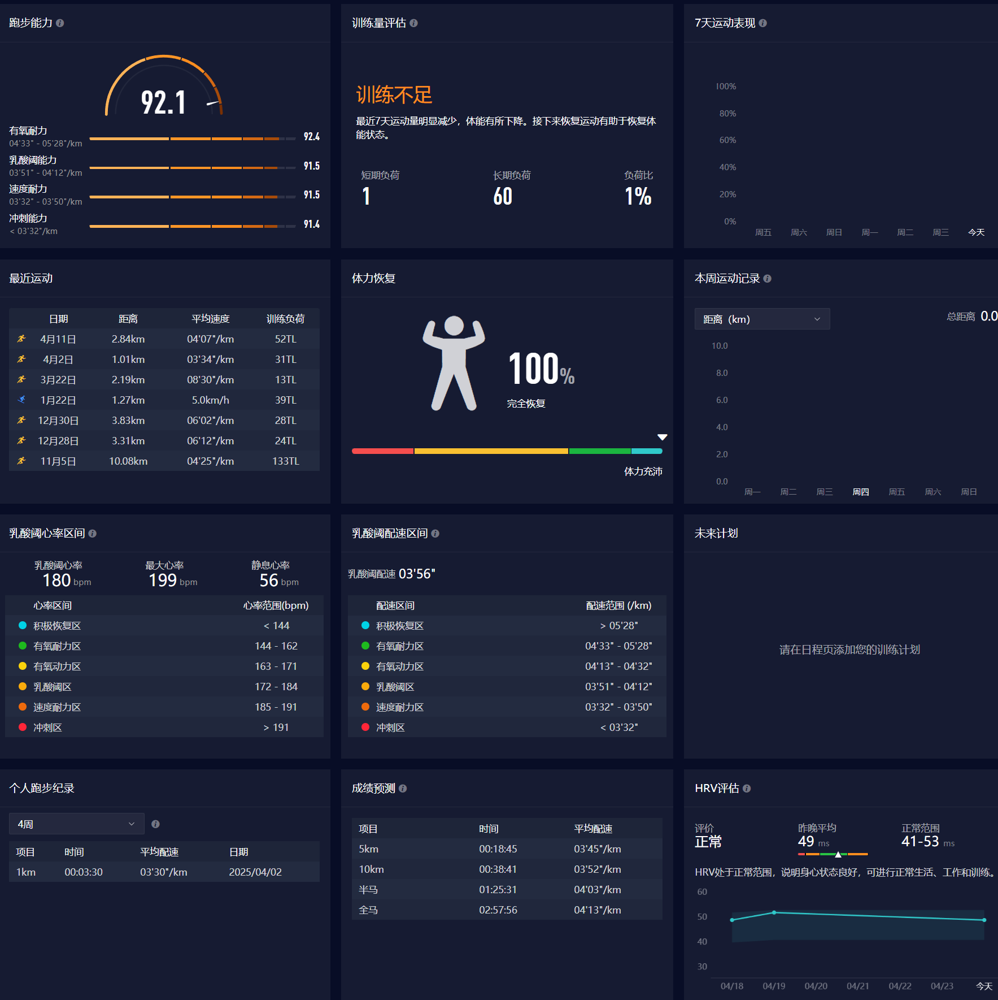 跑步能力
92.1
有氧耐力
04'33" - 05'28"/km
92.4
乳酸阈能力
03'51" - 04'12"/km
91.5
速度耐力
03'32" - 03'50"/km
91.5
冲刺能力
< 03'32"/km
91.4
训练量评估
训练不足
最近7天运动量明显减少，体能有所下降。接下来恢复运动有助于恢复体
能状态。
短期负荷 长期负荷 负荷比
1 60 1%
7天运动表现
100%
80%
60%
40%
20%
0%
周五 周六 周日 周一 周二 周三 今天
最近运动
日期 距离 平均速度 训练负荷
4月11日 2.84km 04'07"/km 52TL
4月2日 1.01km 03'34"/km 31TL
3月22日 2.19km 08'30"/km 13TL
1月22日 1.27km 5.0km/h 39TL
12月30日 3.83km 06'02"/km 28TL
12月28日 3.31km 06'12"/km 24TL
11月5日 10.08km 04'25"/km 133TL
体力恢复
100%
完全恢复
体力充沛
本周运动记录
距离（km） 总距离 0.0
10.0
8.0
6.0
4.0
2.0
0.0
周一 周二 周三 周四 周五 周六 周日
乳酸阈心率区间
乳酸阈心率 最大心率 静息心率
180 bpm 199 bpm 56 bpm
心率区间 心率范围(bpm)
积极恢复区 < 144
有氧耐力区 144 - 162
有氧动力区 163 - 171
乳酸阈区 172 - 184
速度耐力区 185 - 191
冲刺区 > 191
乳酸阈配速区间
乳酸阈配速 03'56"
配速区间 配速范围 (/km)
积极恢复区 > 05'28"
有氧耐力区 04'33" - 05'28"
有氧动力区 04'13" - 04'32"
乳酸阈区 03'51" - 04'12"
速度耐力区 03'32" - 03'50"
冲刺区 < 03'32"
未来计划
请在日程页添加您的训练计划
个人跑步纪录
4周
项目 时间 平均配速 日期
1km 00:03:30 03'30"/km 2025/04/02
成绩预测
项目 时间 平均配速
5km 00:18:45 03'45"/km
10km 00:38:41 03'52"/km
半马 01:25:31 04'03"/km
全马 02:57:56 04'13"/km
HRV评估
评价 昨晚平均 正常范围
正常 49 ms 41-53 ms
HRV处于正常范围，说明身心状态良好，可进行正常生活、工作和训练。
60
50
40
30
04/18 04/19 04/20 04/21 04/22 04/23 今天